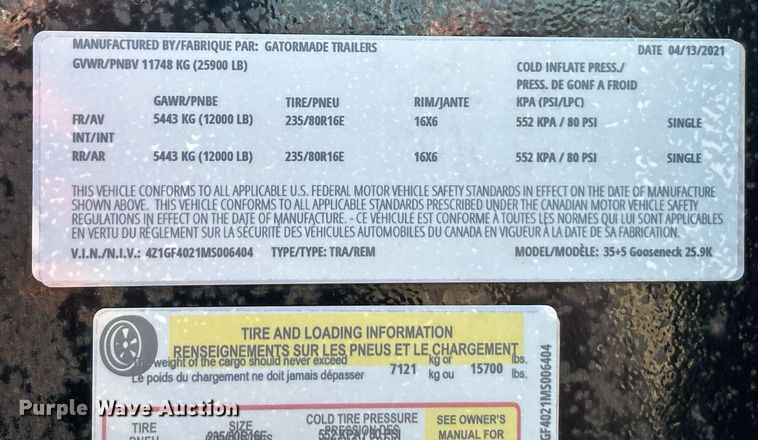 MANUFACTURED BY/FABRIQUE PAR: GATORMADE TRAILERS DATE 04/13/2021
GVWR/PNBV 11748 KG (25900 LB)
COLD INFLATE PRESS./
PRESS. DE GONF A FROID
GAWR/PNBE TIRE/PNEU RIM/JANTE KPA (PSI/LPC)
FR/AV 5443 KG (12000 LB) 235/80R16E 16X6 552 KPA / 80 PSI SINGLE
INT/INT
RR/AR 5443 KG (12000 LB) 235/80R16E 16X6 552 KPA / 80 PSI SINGLE
THIS VEHICLE CONFORMS TO ALL APPLICABLE U.S. FEDERAL MOTOR VEHICLE SAFETY STANDARDS IN EFFECT ON THE DATE OF MANUFACTURE
SHOWN ABOVE. THIS VEHICLE CONFORMS TO ALL APPLICABLE STANDARDS PRESCRIBED UNDER THE CANADIAN MOTOR VEHICLE SAFETY
REGULATIONS IN EFFECT ON THE DATE OF MANUFACTURE. - CE VÉHICULE EST CONFORME À TOUTES LES NORMES QUI LUI SONT APPLICABLES
EN VERTU DU RÈGLEMENT SUR LA SÉCURITÉ DES VÉHICULES AUTOMOBILES DU CANADA EN VIGUEUR À LA DATE DE SA FABRICATION.
V.I.N./N.I.V.: 4Z1GF4021MS006404 TYPE/TYPE: TRA/REM MODEL/MODÈLE: 35+5 Gooseneck 25.9K
TIRE AND LOADING INFORMATION
RENSEIGNEMENTS SUR LES PNEUS ET LE CHARGEMENT
The weight of the cargo should never exceed 7121 kg or 15700 lbs.
Le poids du chargement ne doit jamais dépasser kg ou lbs.
GF4021MS006404
Purple Wave Auction
TIRE SIZE COLD TIRE PRESSURE SEE OWNER'S
PNEU 235/80R16E PRESSION DES 552 KPA / 80 PSI MANUAL FOR